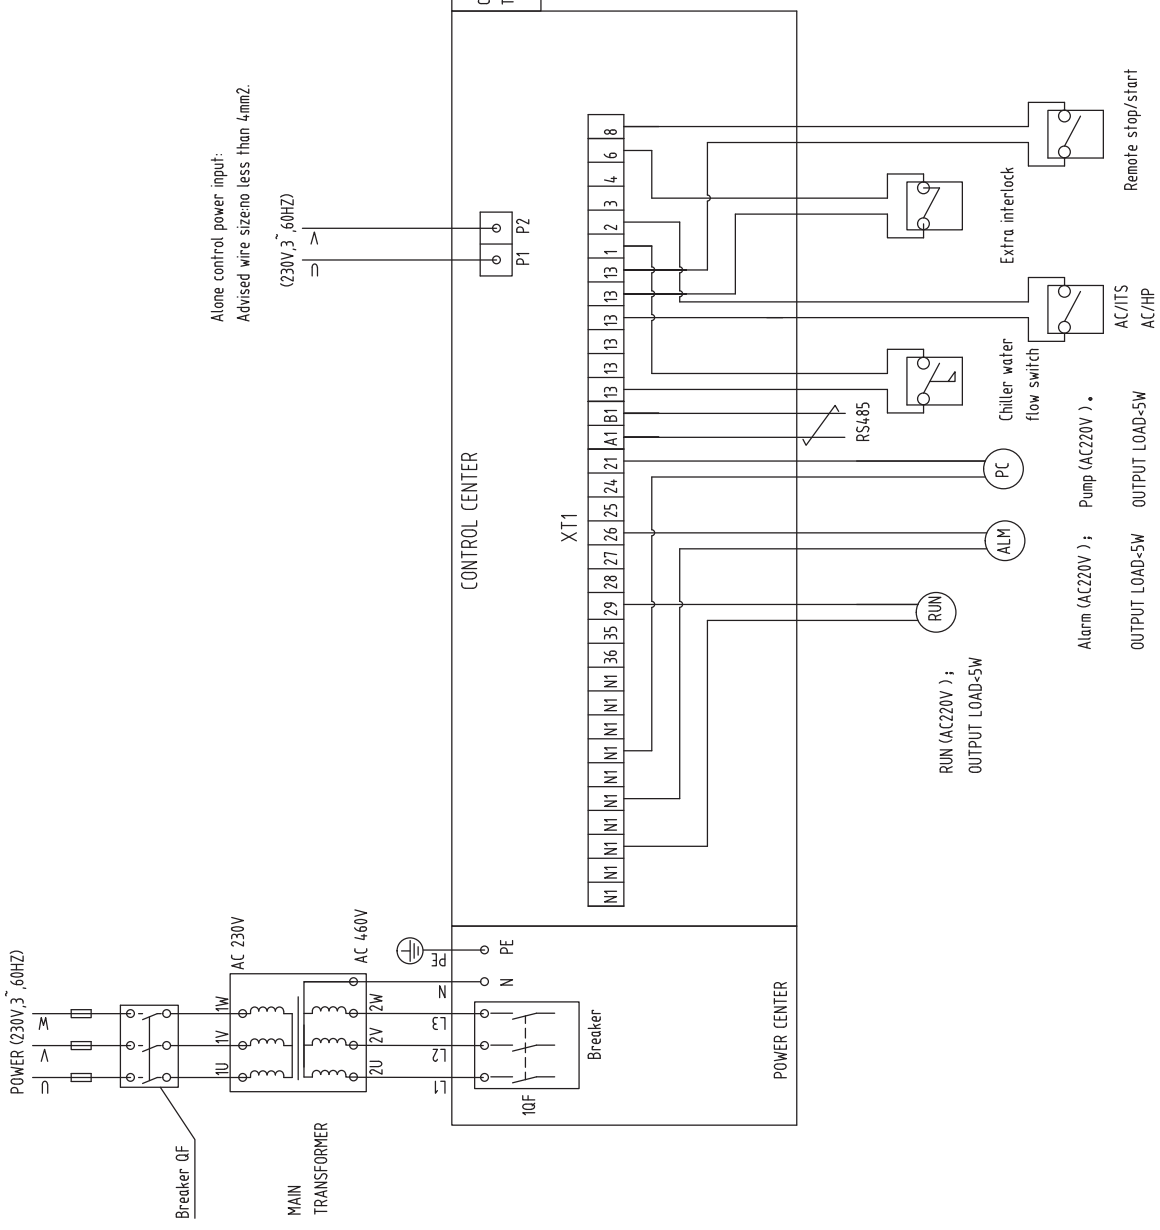 POWER (230V,3~,60HZ)
U
V
W
Breaker QF
MAIN
TRANSFORMER
1U
1V
1W
AC 230V
2U
2V
2W
AC 460V
L1
L2
L3
N
PE
N
PE
1QF
Breaker
POWER CENTER
Alone control power input:
Advised wire size:no less than 4mm2.
(230V,3~,60HZ)
U
V
P1
P2
CONTROL CENTER
XT1
N1 N1 N1 N1 N1 N1 N1 N1 N1 N1 36 35 29 28 27 26 25 24 21 A1 B1 13 13 13 13 13 13 1 2 3 4 6 8
RUN
ALM
PC
RS485
RUN (AC220V );
OUTPUT LOAD<5W
Alarm (AC220V ); Pump (AC220V ).
OUTPUT LOAD<5W OUTPUT LOAD<5W
Chiller water
flow switch
AC/ITS
AC/HP
Extra interlock
Remote stop/start